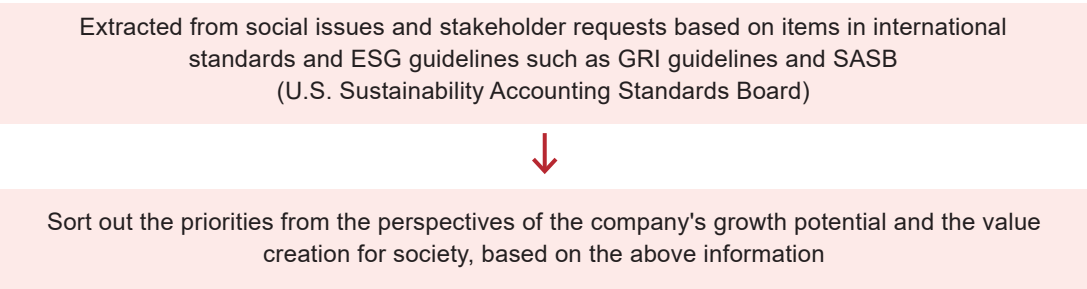 Extracted from social issues and stakeholder requests based on items in international
standards and ESG guidelines such as GRI guidelines and SASB
(U.S. Sustainability Accounting Standards Board)
Sort out the priorities from the perspectives of the company's growth potential and the value
creation for society, based on the above information